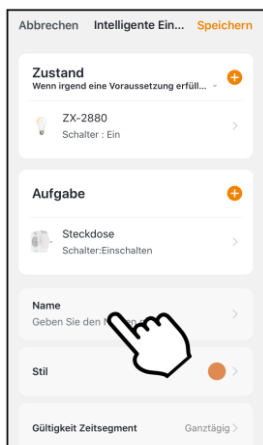 Abbrechen Intelligente Ein... Speichern
Zustand
Wenn irgend eine Voraussetzung erfüll...
ZX-2880
Schalter : Ein
Aufgabe
Steckdose
Schalter:Einschalten
Name
Geben Sie den
Stil
Gültigkeit Zeitsegment Ganztägig